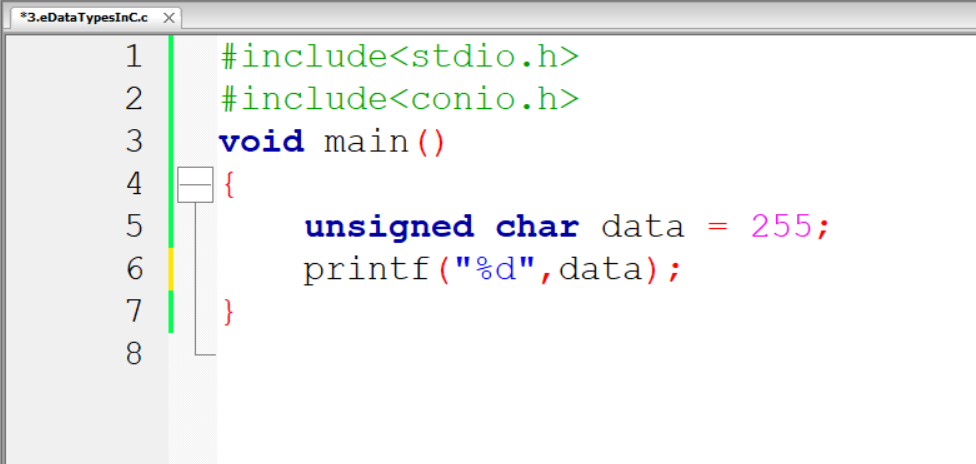 *3.eDataTypesInC.c
1 #include<stdio.h>
2 #include<conio.h>
3 void main()
4 {
5 unsigned char data = 255;
6 printf("%d",data);
7 }
8